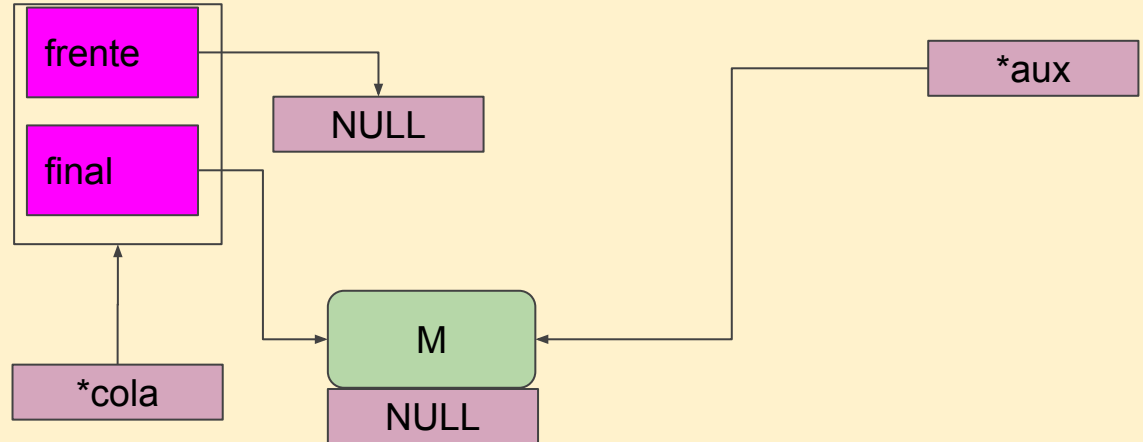 frente
*aux
NULL
final
M
*cola
NULL